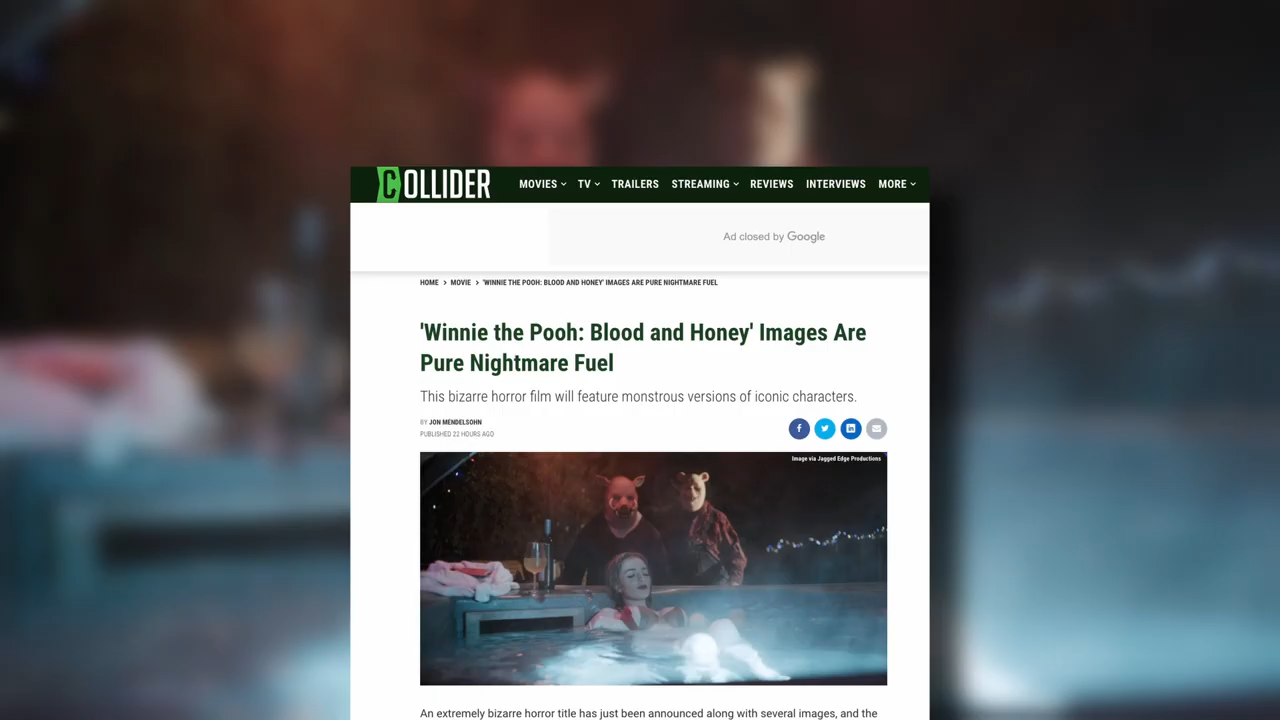 COLLIDER
MOVIES TV TRAILERS STREAMING REVIEWS INTERVIEWS MORE
Ad closed by Google
HOME > MOVIE > 'WINNIE THE POOH: BLOOD AND HONEY' IMAGES ARE PURE NIGHTMARE FUEL
'Winnie the Pooh: Blood and Honey' Images Are
Pure Nightmare Fuel
This bizarre horror film will feature monstrous versions of iconic characters.
BY JON MENDELSOHN
PUBLISHED 22 HOURS AGO
Image via Jagged Edge Productions
An extremely bizarre horror title has just been announced along with several images, and the